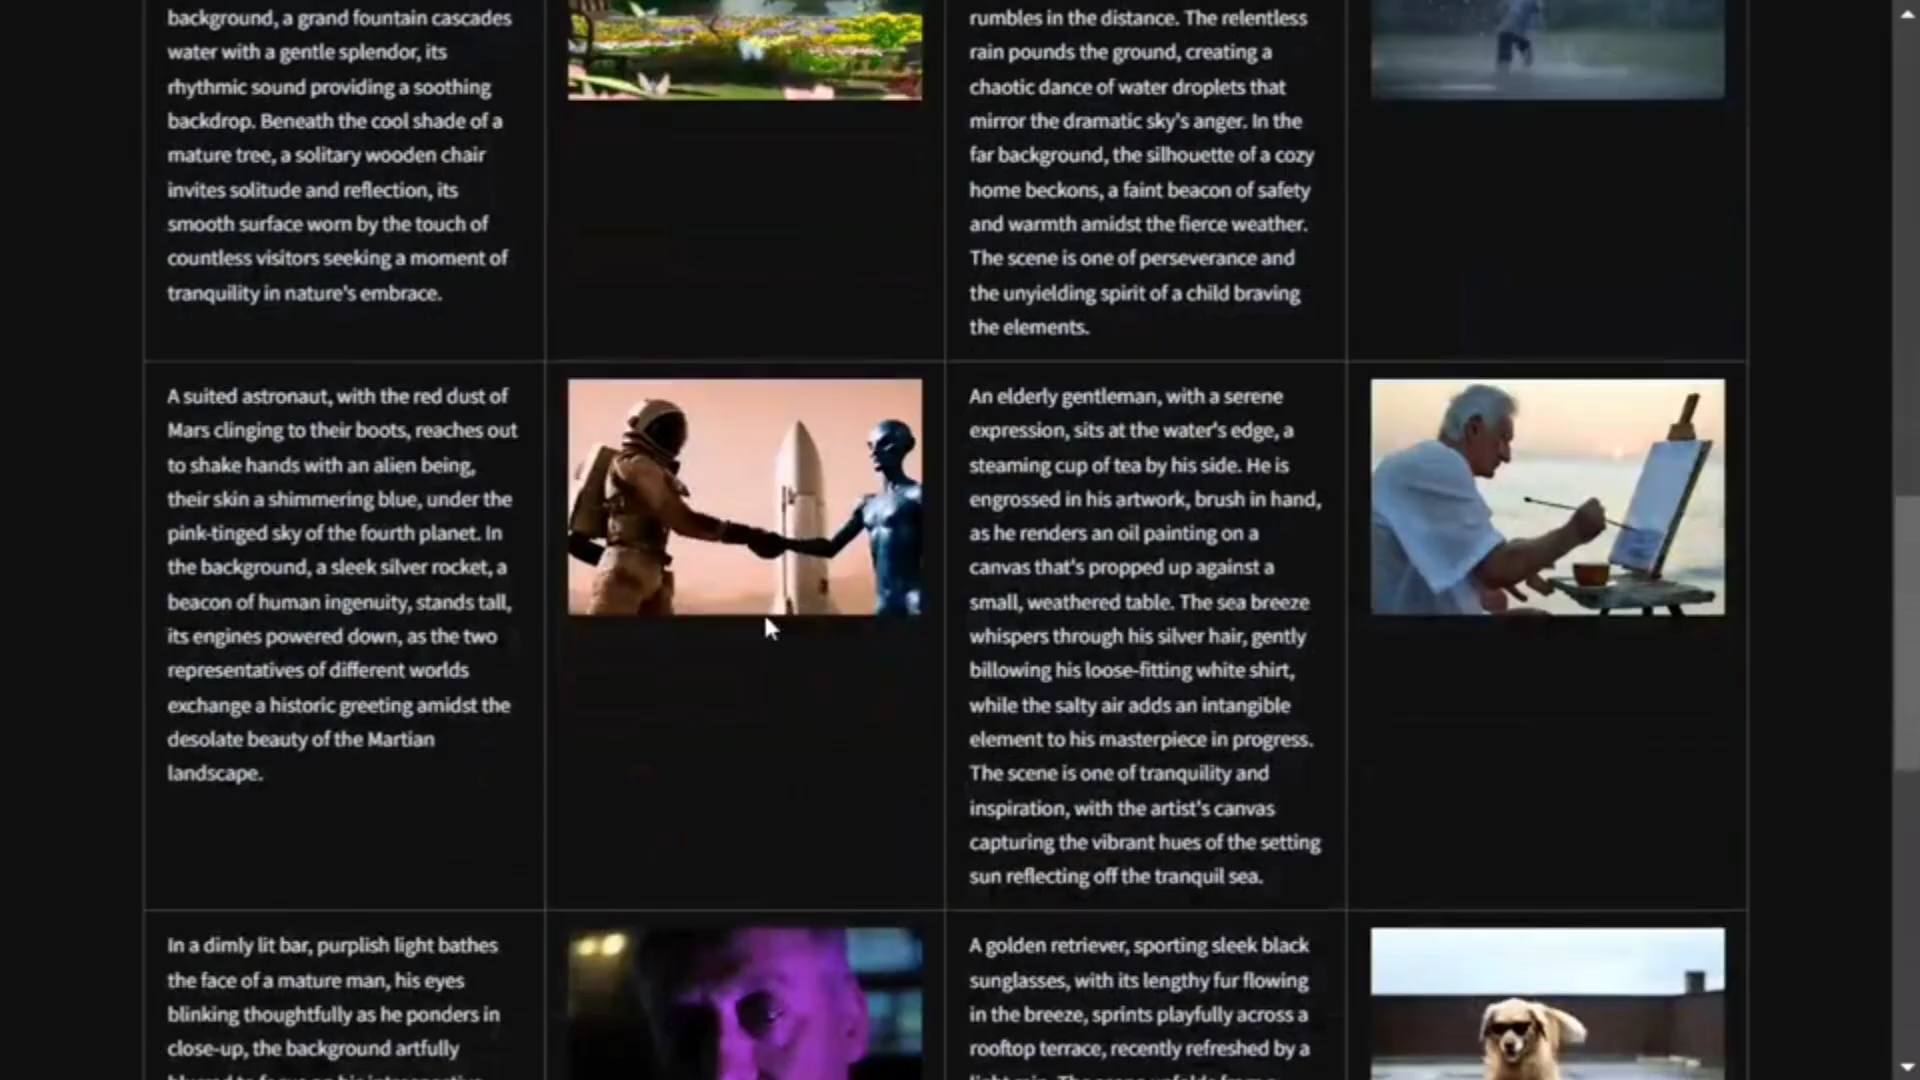 background, a grand fountain cascades
water with a gentle splendor, its
rhythmic sound providing a soothing
backdrop. Beneath the cool shade of a
mature tree, a solitary wooden chair
invites solitude and reflection, its
smooth surface worn by the touch of
countless visitors seeking a moment of
tranquility in nature's embrace.
rumbles in the distance. The relentless
rain pounds the ground, creating a
chaotic dance of water droplets that
mirror the dramatic sky's anger. In the
far background, the silhouette of a cozy
home beckons, a faint beacon of safety
and warmth amidst the fierce weather.
The scene is one of perseverance and
the unyielding spirit of a child braving
the elements.
A suited astronaut, with the red dust of
Mars clinging to their boots, reaches out
to shake hands with an alien being,
their skin a shimmering blue, under the
pink-tinged sky of the fourth planet. In
the background, a sleek silver rocket, a
beacon of human ingenuity, stands tall,
its engines powered down, as the two
representatives of different worlds
exchange a historic greeting amidst the
desolate beauty of the Martian
landscape.
An elderly gentleman, with a serene
expression, sits at the water's edge, a
steaming cup of tea by his side. He is
engrossed in his artwork, brush in hand,
as he renders an oil painting on a
canvas that's propped up against a
small, weathered table. The sea breeze
whispers through his silver hair, gently
billowing his loose-fitting white shirt,
while the salty air adds an intangible
element to his masterpiece in progress.
The scene is one of tranquility and
inspiration, with the artist's canvas
capturing the vibrant hues of the setting
sun reflecting off the tranquil sea.
In a dimly lit bar, purplish light bathes
the face of a mature man, his eyes
blinking thoughtfully as he ponders in
close-up, the background artfully
A golden retriever, sporting sleek black
sunglasses, with its lengthy fur flowing
in the breeze, sprints playfully across a
rooftop terrace, recently refreshed by a